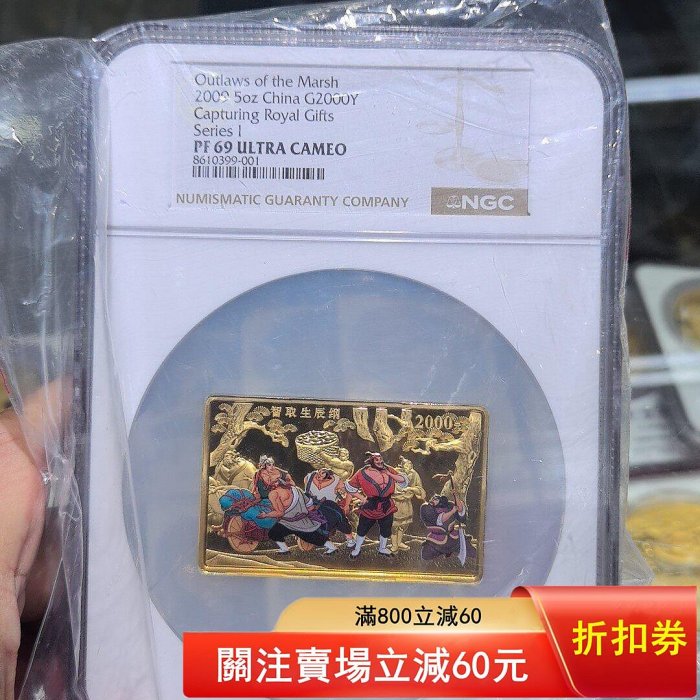 Outlaws of the Marsh
2009 5oz China G2000Y
Capturing Royal Gifts
Series I
PF 69 ULTRA CAMEO
8610399-001
NUMISMATIC GUARANTY COMPANY
NGC
智取生辰綱
2000
滿800立減60
關注賣場立減60元
折扣券